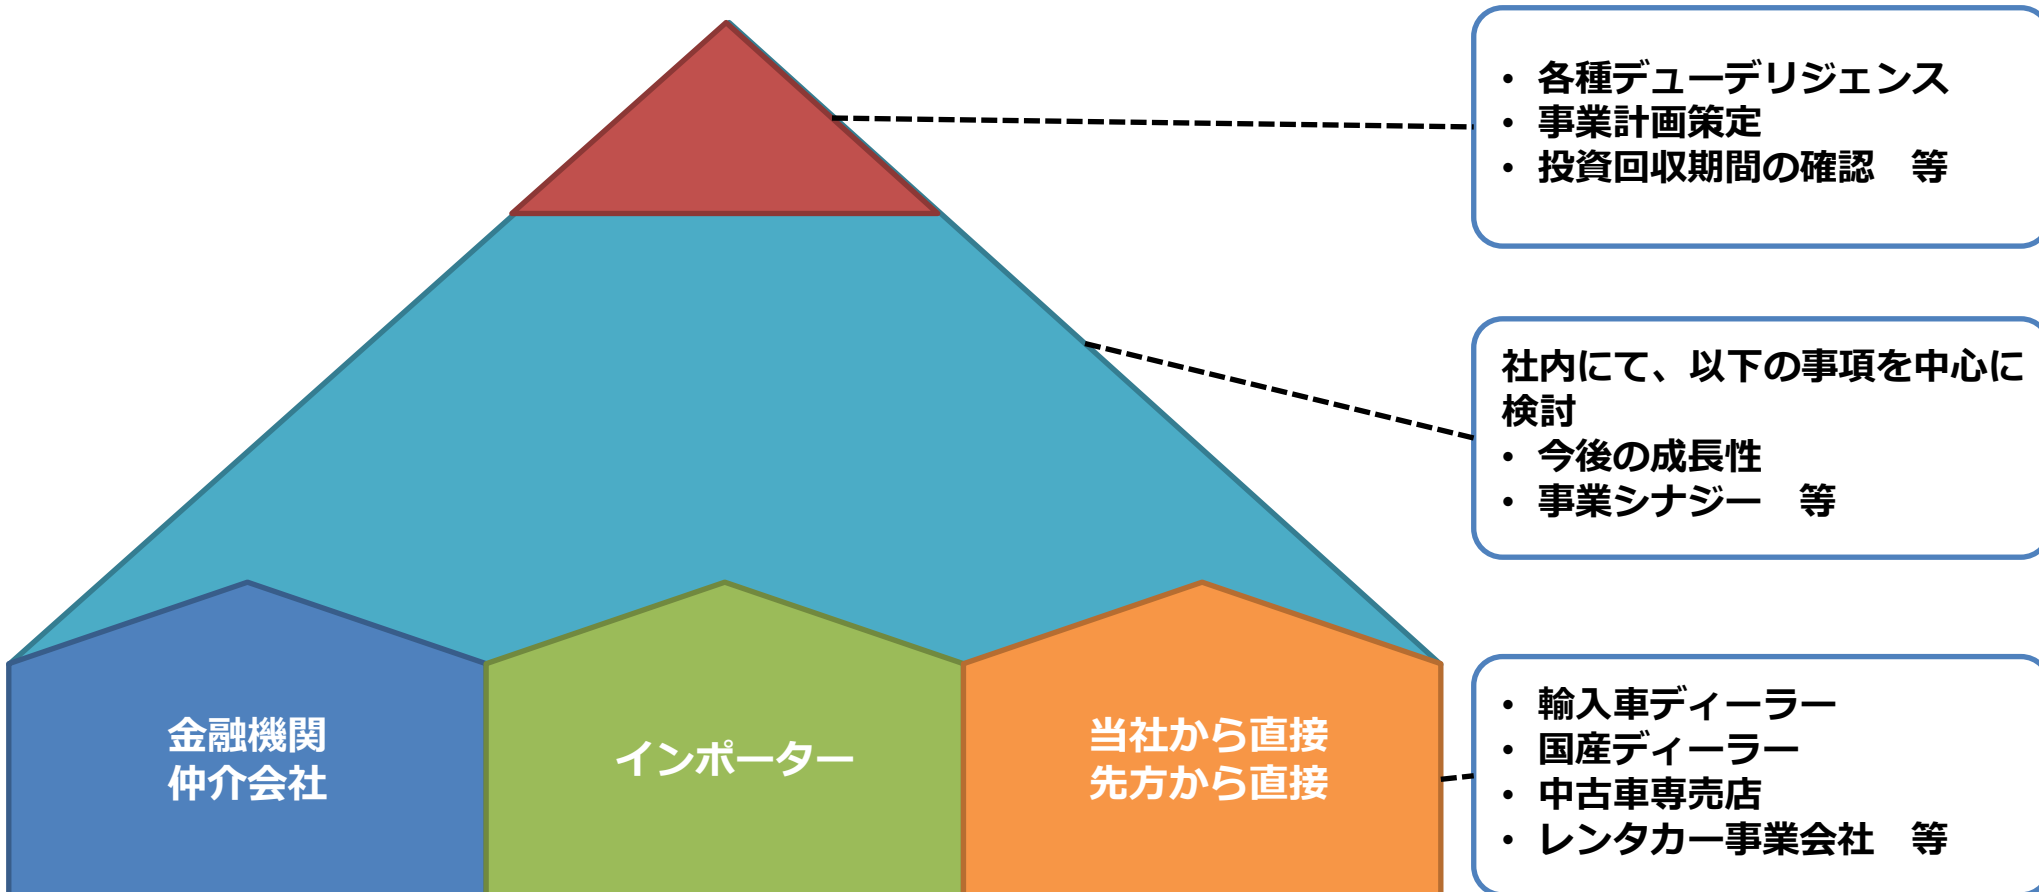 • 各種デューデリジェンス
• 事業計画策定
• 投資回収期間の確認　等
社内にて、以下の事項を中心に
検討
• 今後の成長性
• 事業シナジー　等
金融機関
仲介会社
インポーター
当社から直接
先方から直接
• 輸入車ディーラー
• 国産ディーラー
• 中古車専売店
• レンタカー事業会社　等